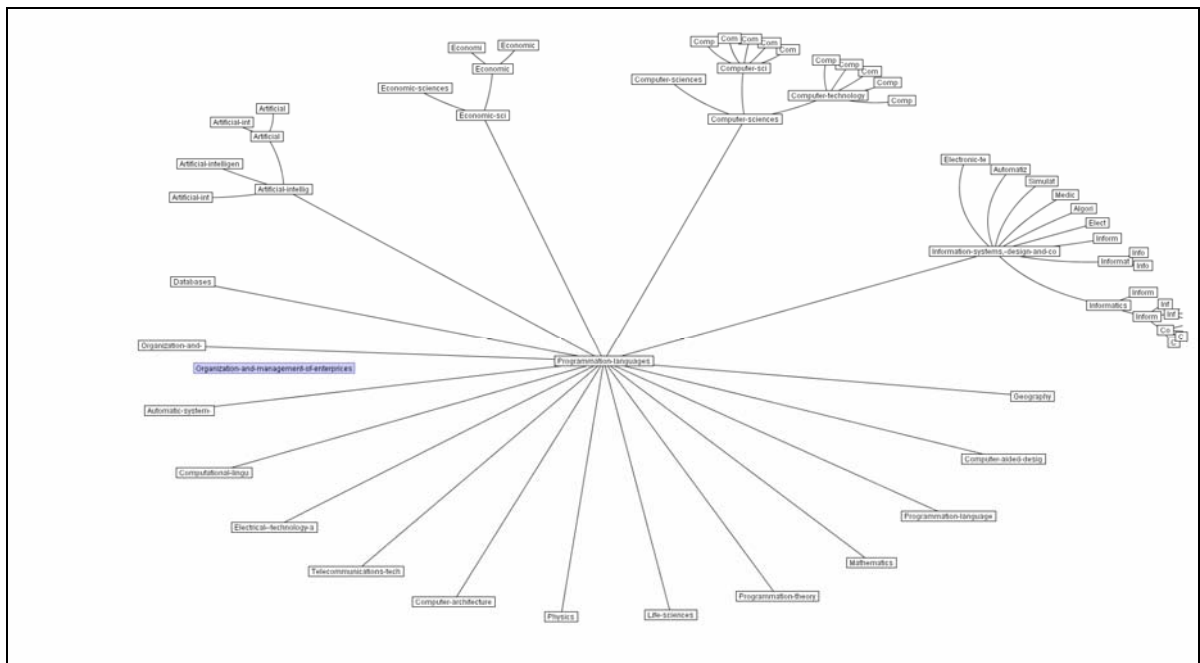 Economi
Economic
Economic
Economic-sciences
Economic-sci
Comp
Com
Com
Com
Com
Computer-sci
Computer-sciences
Comp
Comp
Com
Comp
Comp
Computer-technology
Computer-sciences
Artificial
Artificial-int
Artificial
Artificial-intelligen
Artificial-intellig
Artificial-int
Electronic-te
Automatiz
Simulat
Medic
Algori
Elect
Inform
Information-systems,-design-and-co
Info
Informat
Info
Inform
Informatics
Inf
Inform
Inf
Co
C
C
Databases
Organization-and-
Programmation-languages
Organization-and-management-of-enterprices
Geography
Automatic-system-
Computer-aided-desig
Computational-lingu
Programmation-language
Electrical--technology-a
Mathematics
Telecommunications-tech
Programmation-theory
Computer-architecture
Life-sciences
Physics